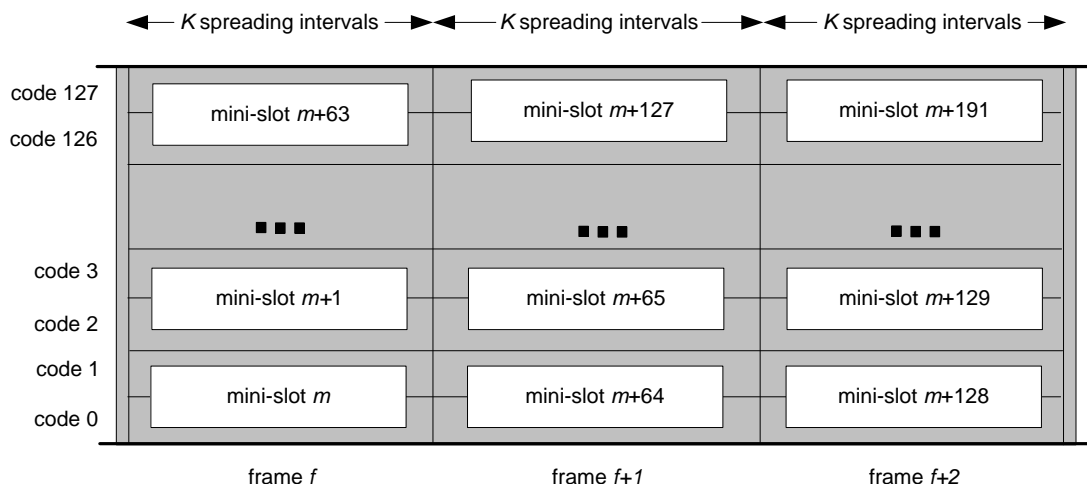 K spreading intervals K spreading intervals K spreading intervals
code 127
mini-slot m+63 mini-slot m+127 mini-slot m+191
code 126
code 3
mini-slot m+1 mini-slot m+65 mini-slot m+129
code 2
code 1
mini-slot m mini-slot m+64 mini-slot m+128
code 0
frame f frame f+1 frame f+2